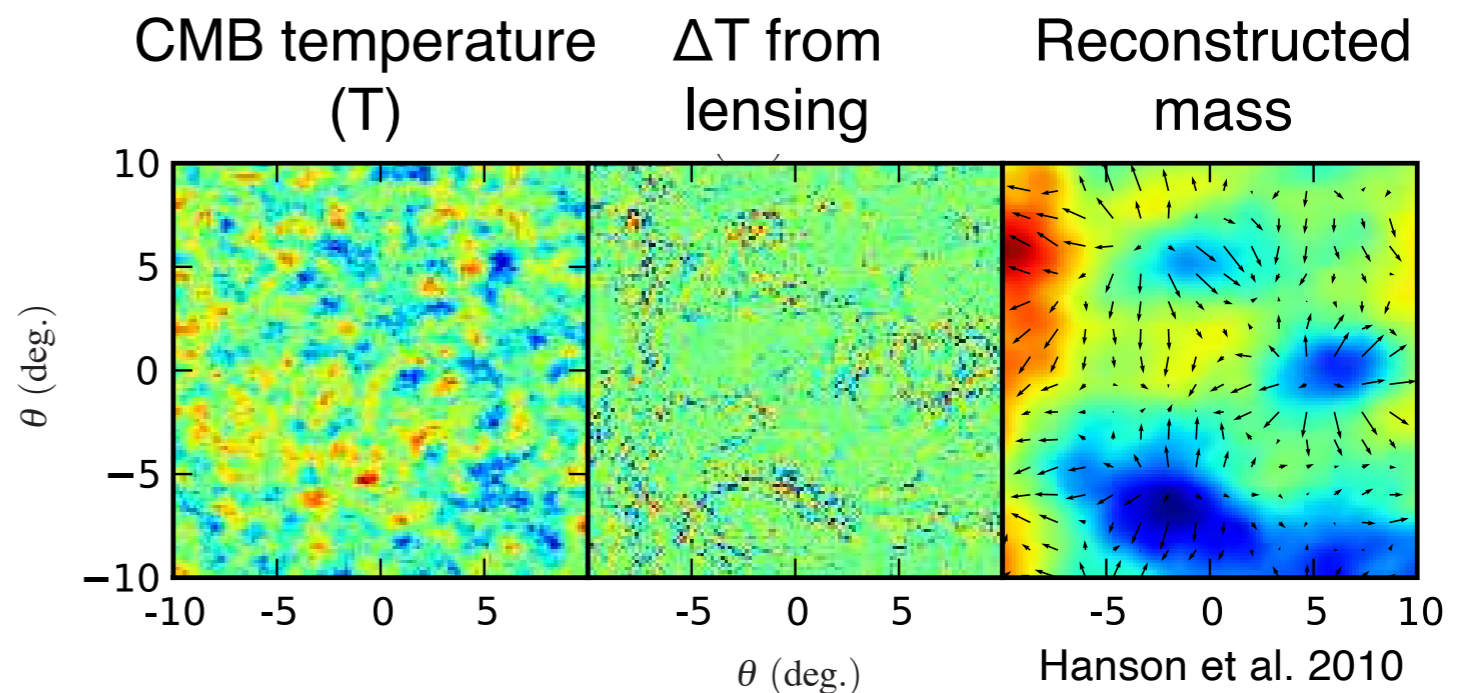 CMB temperature
(T)
ΔT from
lensing
Reconstructed
mass
10
5
0
−5
−10
θ (deg.)
-10 -5 0 5
-5 0 5
-5 0 5 10
θ (deg.)
Hanson et al. 2010